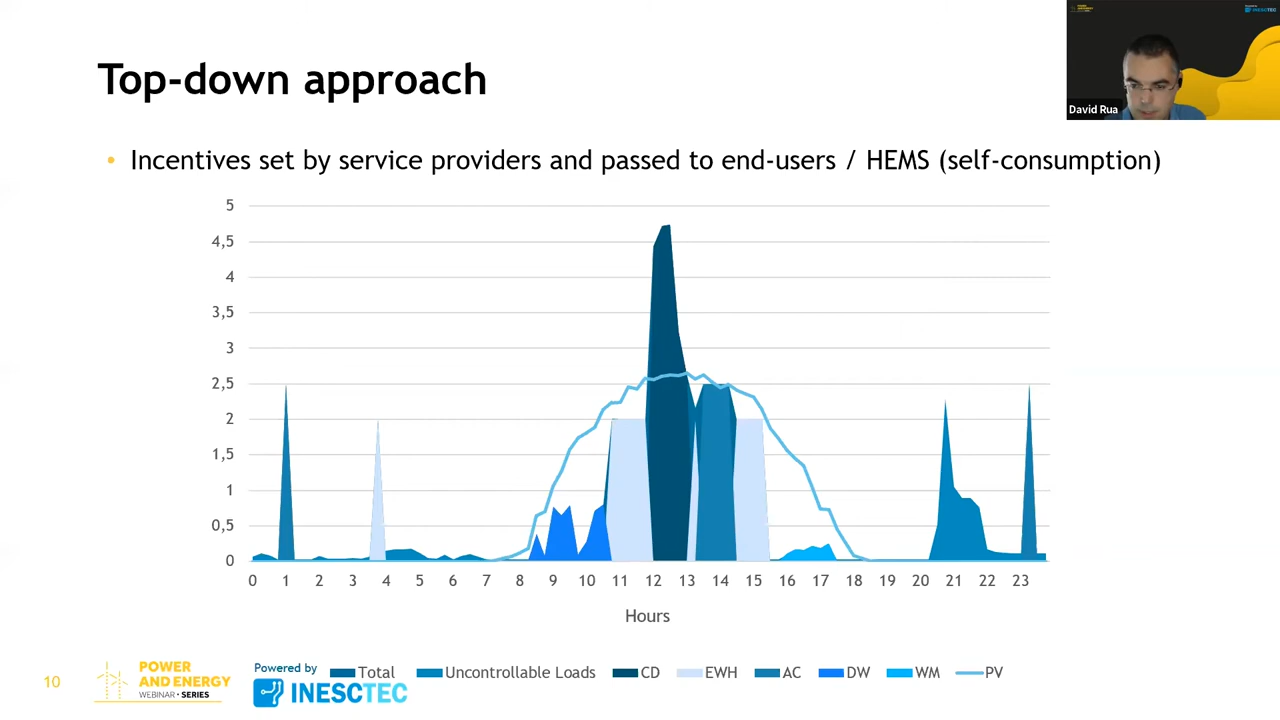 Top-down approach
David Rua
• Incentives set by service providers and passed to end-users / HEMS (self-consumption)
5
4,5
4
3,5
3
2,5
2
1,5
1
0,5
0
0 1 2 3 4 5 6 7 8 9 10 11 12 13 14 15 16 17 18 19 20 21 22 23
Hours
Total Uncontrollable Loads CD EWH AC DW WM PV
10
POWER
AND ENERGY
WEBINAR • SERIES
Powered by
INESCTEC
INESCTEC